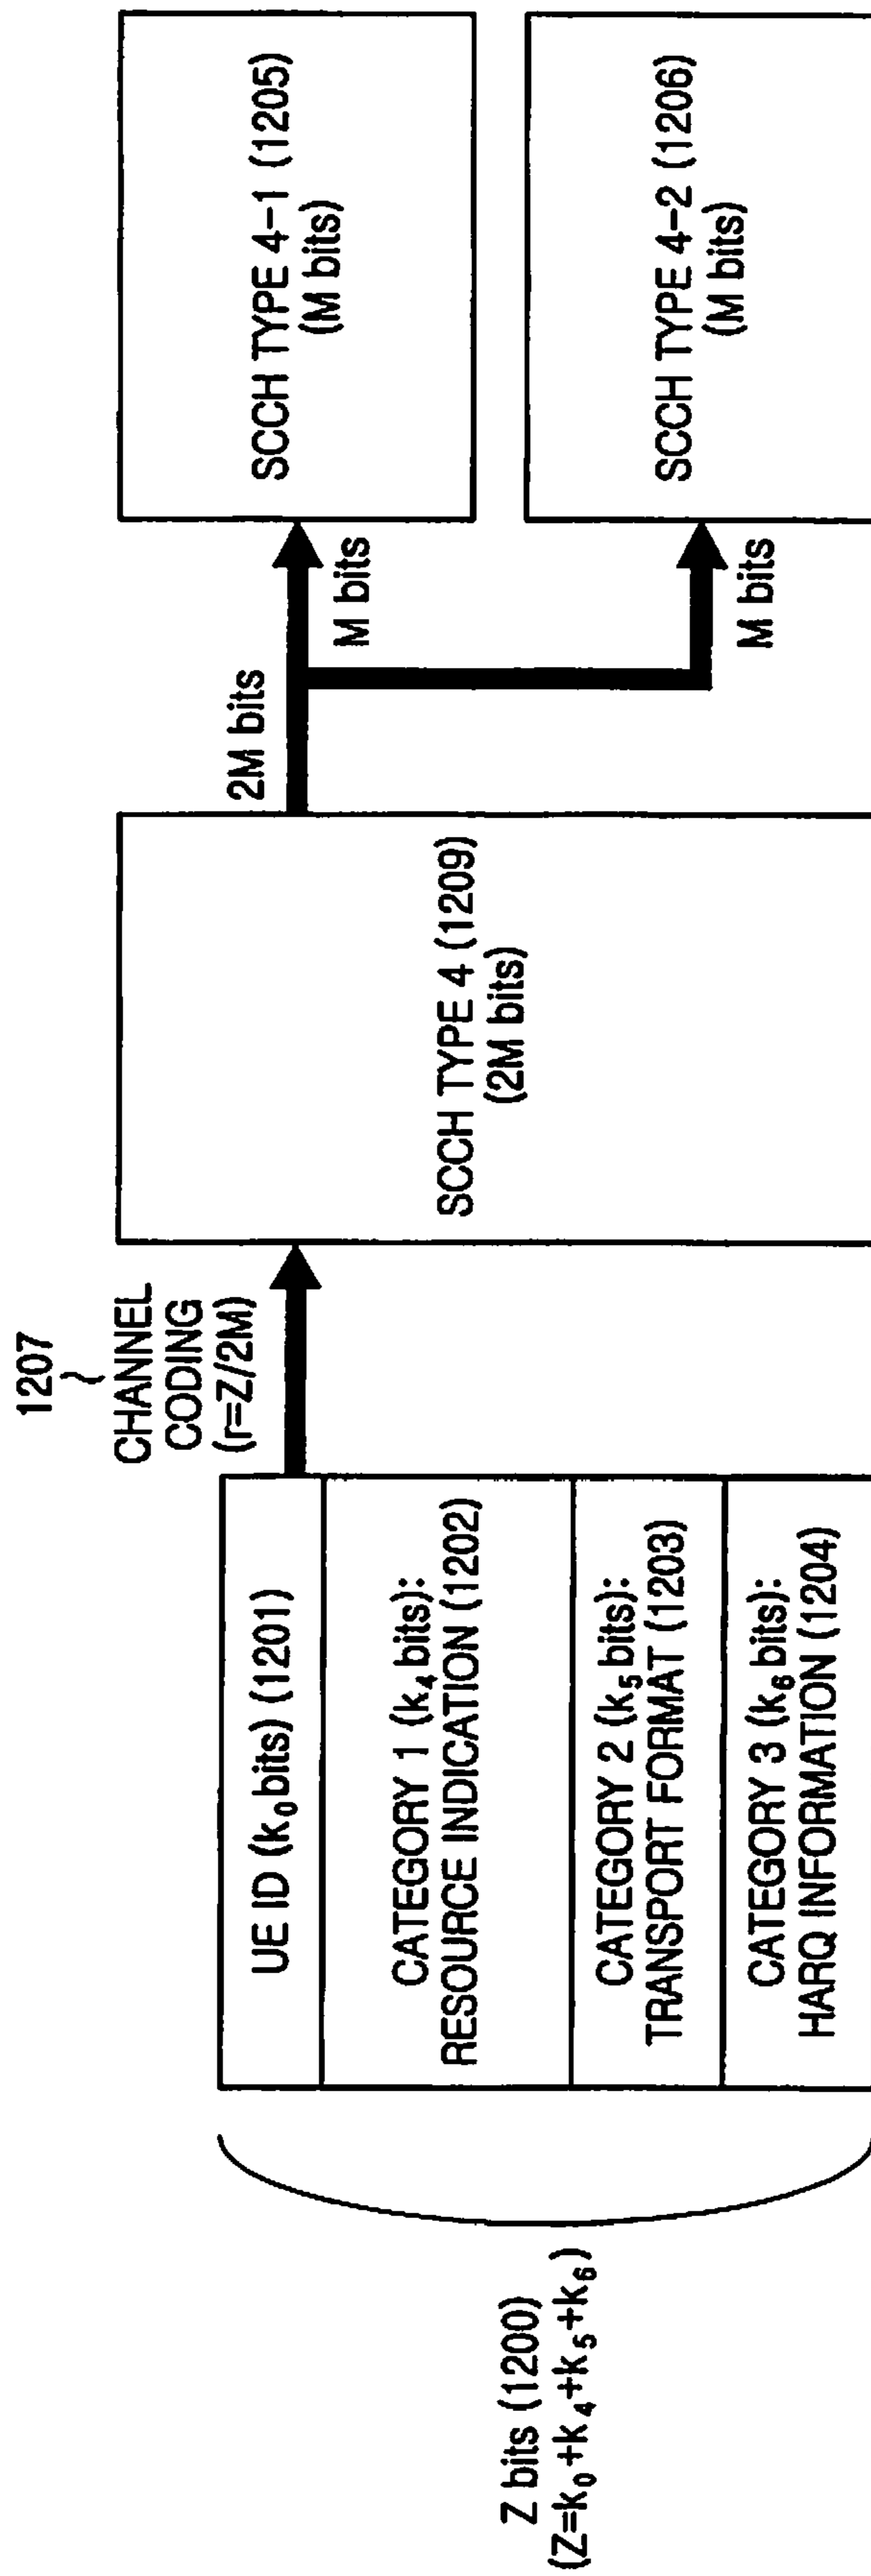 Z bits (1200)
(Z=k₀+k₄+k₅+k₆)
UE ID (k₀ bits) (1201)
CATEGORY 1 (k₄ bits):
RESOURCE INDICATION (1202)
CATEGORY 2 (k₅ bits):
TRANSPORT FORMAT (1203)
CATEGORY 3 (k₆ bits):
HARQ INFORMATION (1204)
1207
CHANNEL
CODING
(r=Z/2M)
SCCH TYPE 4 (1209)
(2M bits)
2M bits
M bits
M bits
SCCH TYPE 4-1 (1205)
(M bits)
SCCH TYPE 4-2 (1206)
(M bits)